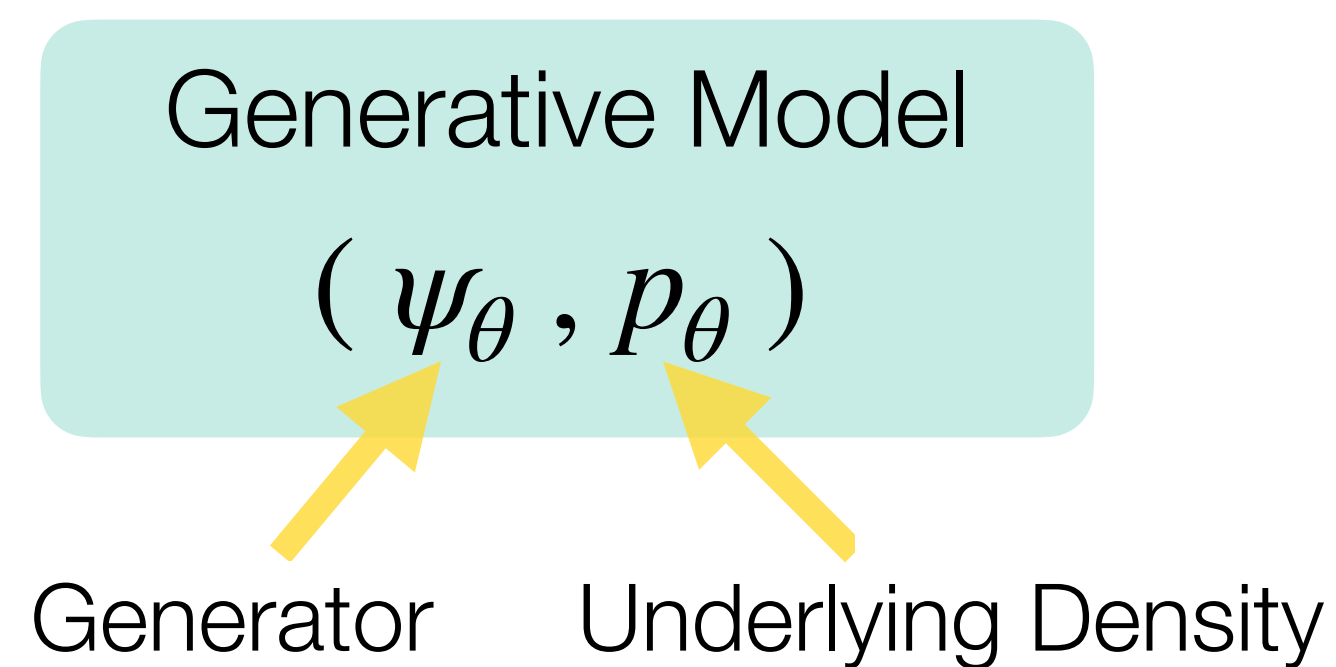 Generative Model
( ψθ , pθ )
Generator
Underlying Density